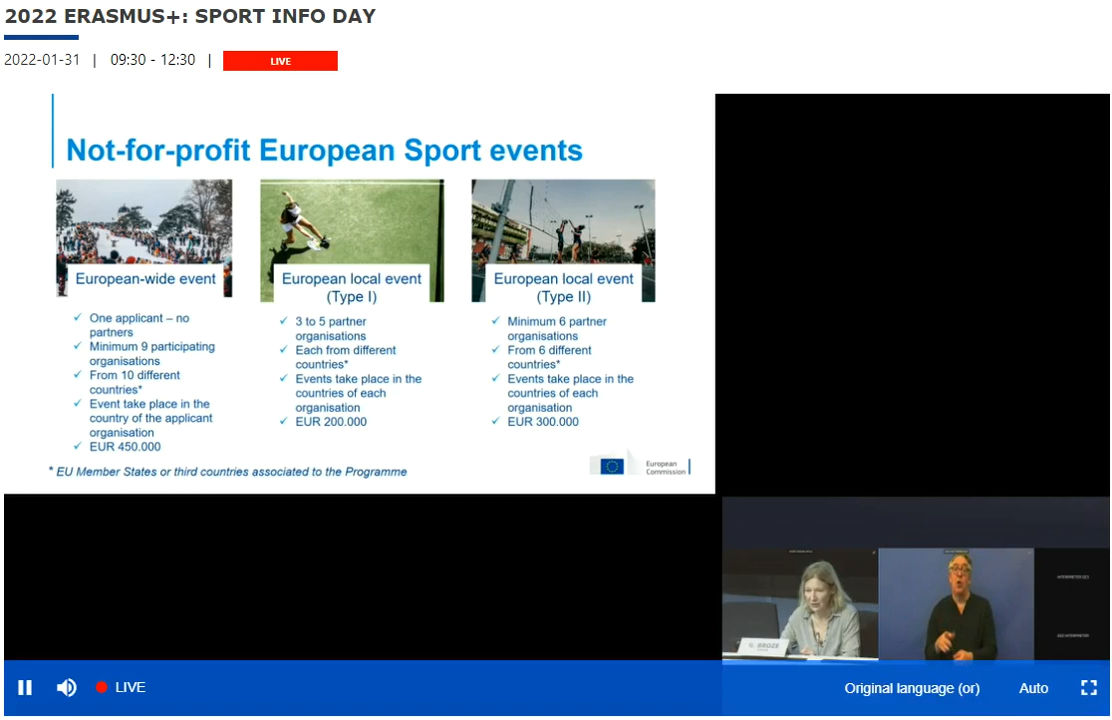 2022 ERASMUS+: SPORT INFO DAY
2022-01-31 | 09:30 - 12:30 | LIVE
Not-for-profit European Sport events
European-wide event
✓ One applicant – no
partners
✓ Minimum 9 participating
organisations
✓ From 10 different
countries*
✓ Event take place in the
country of the applicant
organisation
✓ EUR 450.000
European local event
(Type I)
✓ 3 to 5 partner
organisations
✓ Each from different
countries*
✓ Events take place in the
countries of each
organisation
✓ EUR 200.000
European local event
(Type II)
✓ Minimum 6 partner
organisations
✓ From 6 different
countries*
✓ Events take place in the
countries of each
organisation
✓ EUR 300.000
* EU Member States or third countries associated to the Programme
European
Commission
G. BROZE
LIVE
Original language (or)
Auto